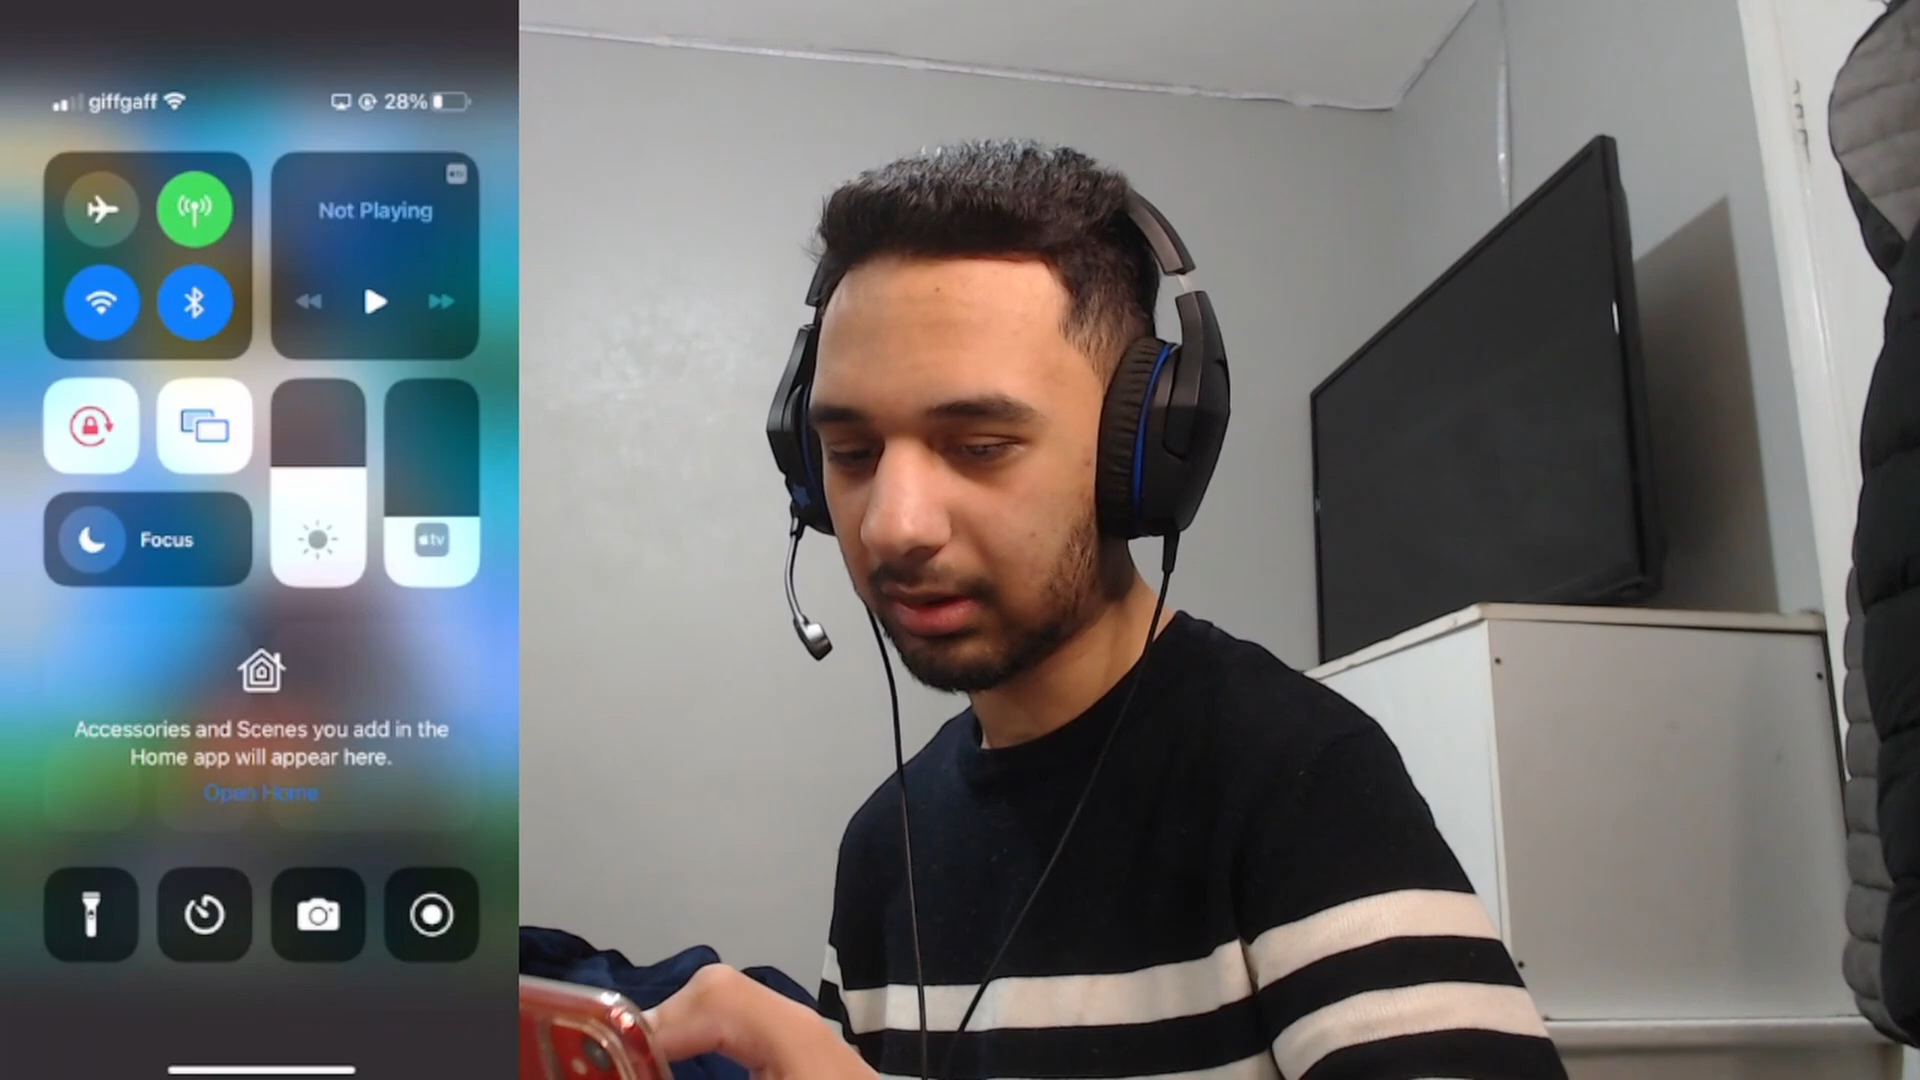 giffgaff 28%
Not Playing
tv
Focus
tv
Accessories and Scenes you add in the
Home app will appear here.
Open Home